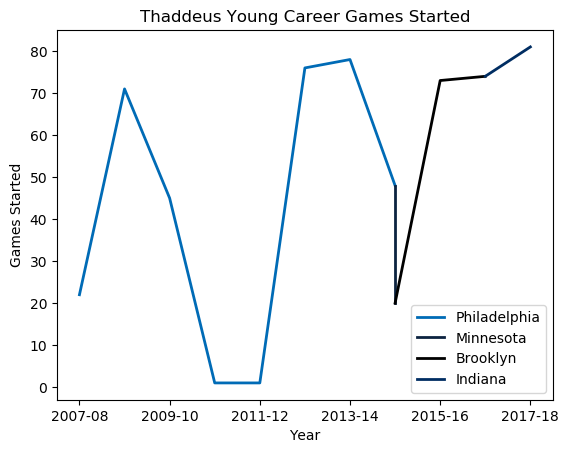 Thaddeus Young Career Games Started
Games Started
80
70
60
50
40
30
20
10
0
Philadelphia
Minnesota
Brooklyn
Indiana
2007-08 2009-10 2011-12 2013-14 2015-16 2017-18
Year